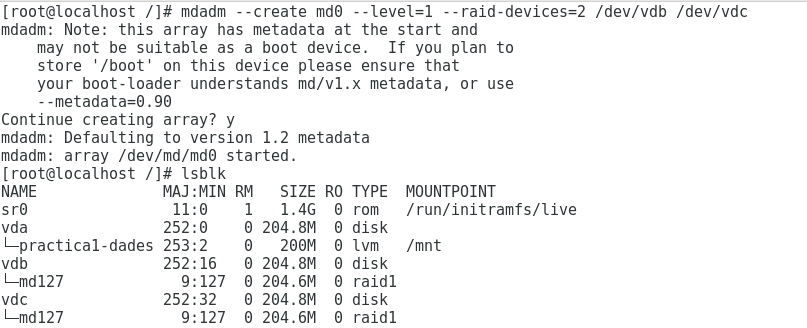 [root@localhost /]# mdadm --create md0 --level=1 --raid-devices=2 /dev/vdb /dev/vdc
mdadm: Note: this array has metadata at the start and
    may not be suitable as a boot device.  If you plan to
    store '/boot' on this device please ensure that
    your boot-loader understands md/v1.x metadata, or use
    --metadata=0.90
Continue creating array? y
mdadm: Defaulting to version 1.2 metadata
mdadm: array /dev/md/md0 started.
[root@localhost /]# lsblk
NAME              MAJ:MIN RM   SIZE RO TYPE  MOUNTPOINT
sr0                11:0    1   1.4G  0 rom   /run/initramfs/live
vda               252:0    0 204.8M  0 disk
└─practica1-dades 253:2    0   200M  0 lvm   /mnt
vdb               252:16   0 204.8M  0 disk
└─md127             9:127  0 204.6M  0 raid1
vdc               252:32   0 204.8M  0 disk
└─md127             9:127  0 204.6M  0 raid1